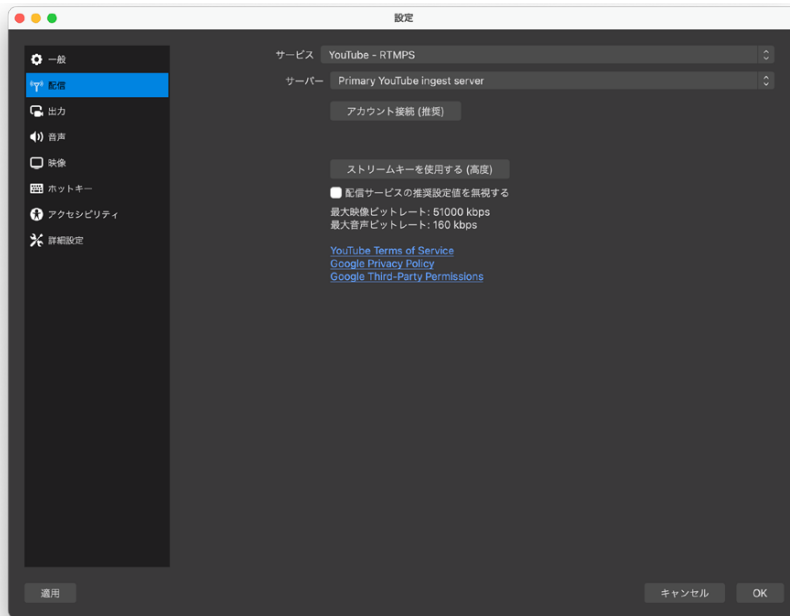 設定
一般
配信
出力
音声
映像
ホットキー
アクセシビリティ
詳細設定
サービス YouTube - RTMPS
サーバー Primary YouTube ingest server
アカウント接続 (推奨)
ストリームキーを使用する (高度)
配信サービスの推奨設定値を無視する
最大映像ビットレート: 51000 kbps
最大音声ビットレート: 160 kbps
YouTube Terms of Service
Google Privacy Policy
Google Third-Party Permissions
適用 キャンセル OK